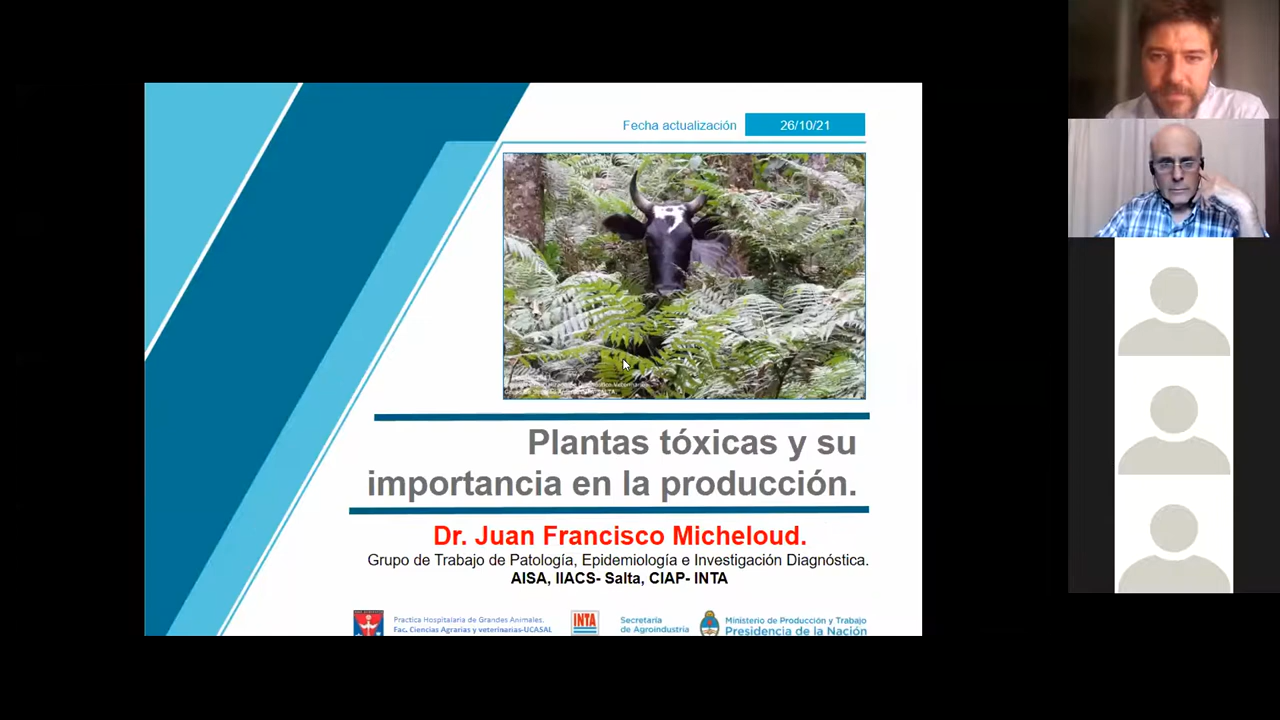 Fecha actualización 26/10/21
Plantas tóxicas y su
importancia en la producción.
Dr. Juan Francisco Micheloud.
Grupo de Trabajo de Patología, Epidemiología e Investigación Diagnóstica.
AISA, IIACS- Salta, CIAP- INTA
Practica Hospitalaria de Grandes Animales.
Fac. Ciencias Agrarias y veterinarias-UCASAL
INTA
Secretaría
de Agroindustria
Ministerio de Producción y Trabajo
Presidencia de la Nación